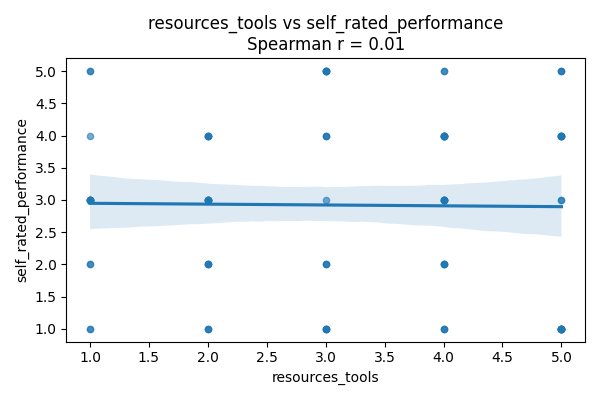 resources_tools vs self_rated_performance
Spearman r = 0.01
self_rated_performance
5.0
4.5
4.0
3.5
3.0
2.5
2.0
1.5
1.0
1.0 1.5 2.0 2.5 3.0 3.5 4.0 4.5 5.0
resources_tools